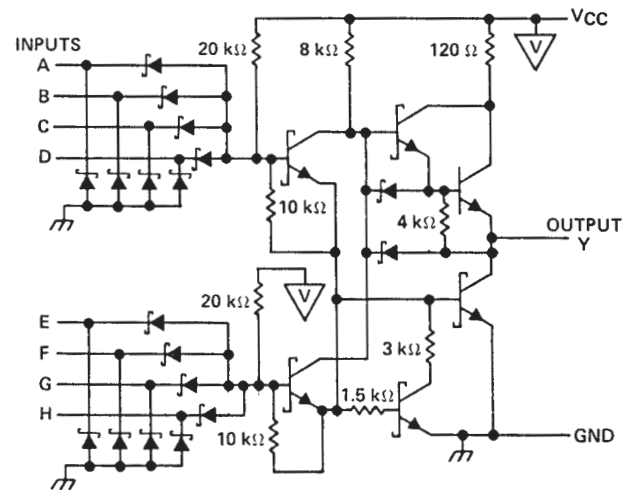 VCC
INPUTS
20 kΩ
8 kΩ
120 Ω
V
A
B
C
D
10 kΩ
4 kΩ
OUTPUT
Y
20 kΩ
V
E
F
3 kΩ
G
1.5 kΩ
H
10 kΩ
GND